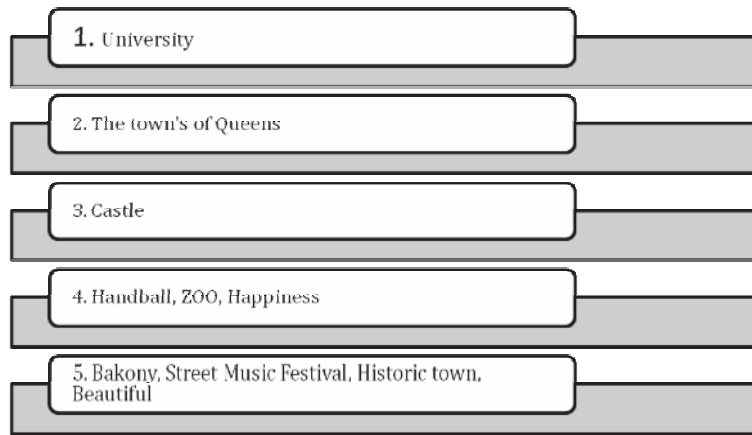 1. University
2. The town's of Queens
3. Castle
4. Handball, ZOO, Happiness
5. Bakony, Street Music Festival, Historic town,
Beautiful